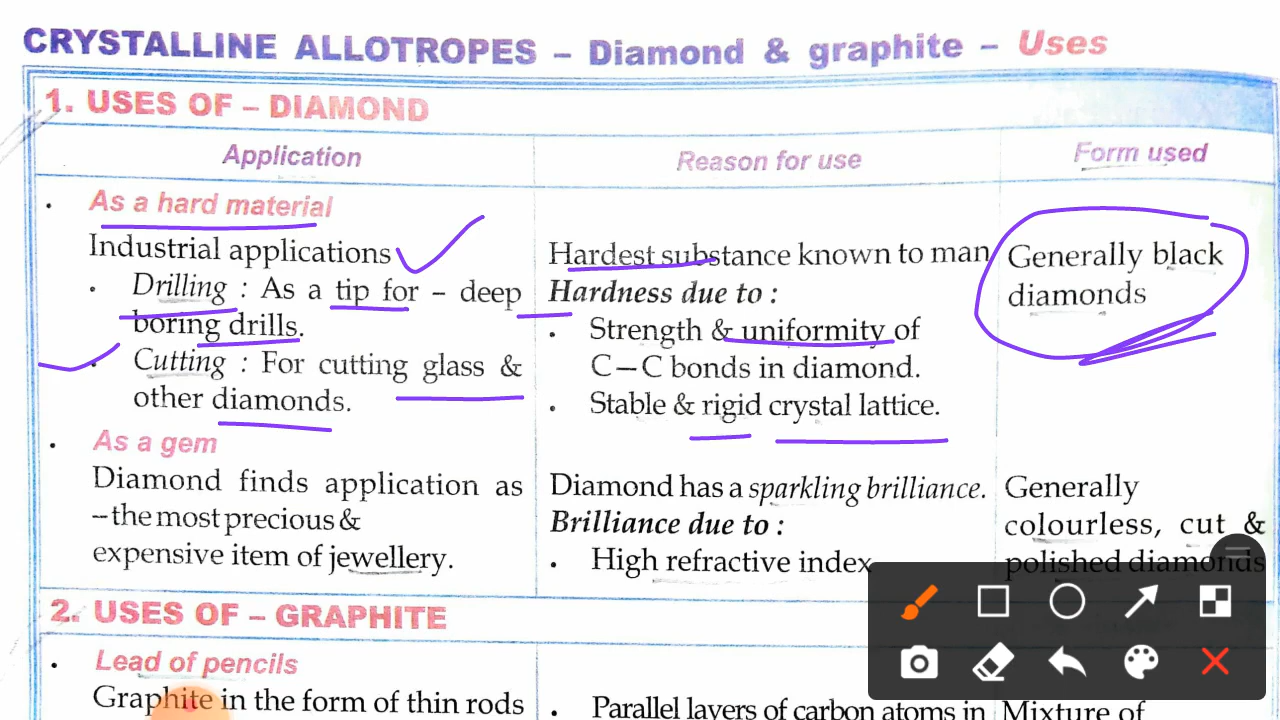 CRYSTALLINE ALLOTROPES – Diamond & graphite – Uses
1. USES OF – DIAMOND
Application
Reason for use
Form used
• As a hard material
Industrial applications
• Drilling : As a tip for – deep
boring drills.
• Cutting : For cutting glass &
other diamonds.
Hardest substance known to man
Hardness due to :
• Strength & uniformity of
C–C bonds in diamond.
• Stable & rigid crystal lattice.
Generally black
diamonds
• As a gem
Diamond finds application as
–the most precious &
expensive item of jewellery.
Diamond has a sparkling brilliance.
Brilliance due to :
• High refractive index
Generally
colourless, cut &
polished diamonds
2. USES OF – GRAPHITE
• Lead of pencils
Graphite in the form of thin rods
• Parallel layers of carbon atoms in
Mixture of